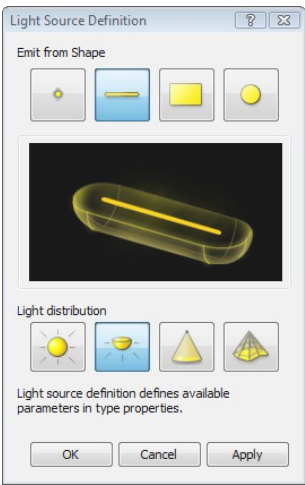 Light Source Definition
Emit from Shape
Light distribution
Light source definition defines available
parameters in type properties.
OK Cancel Apply